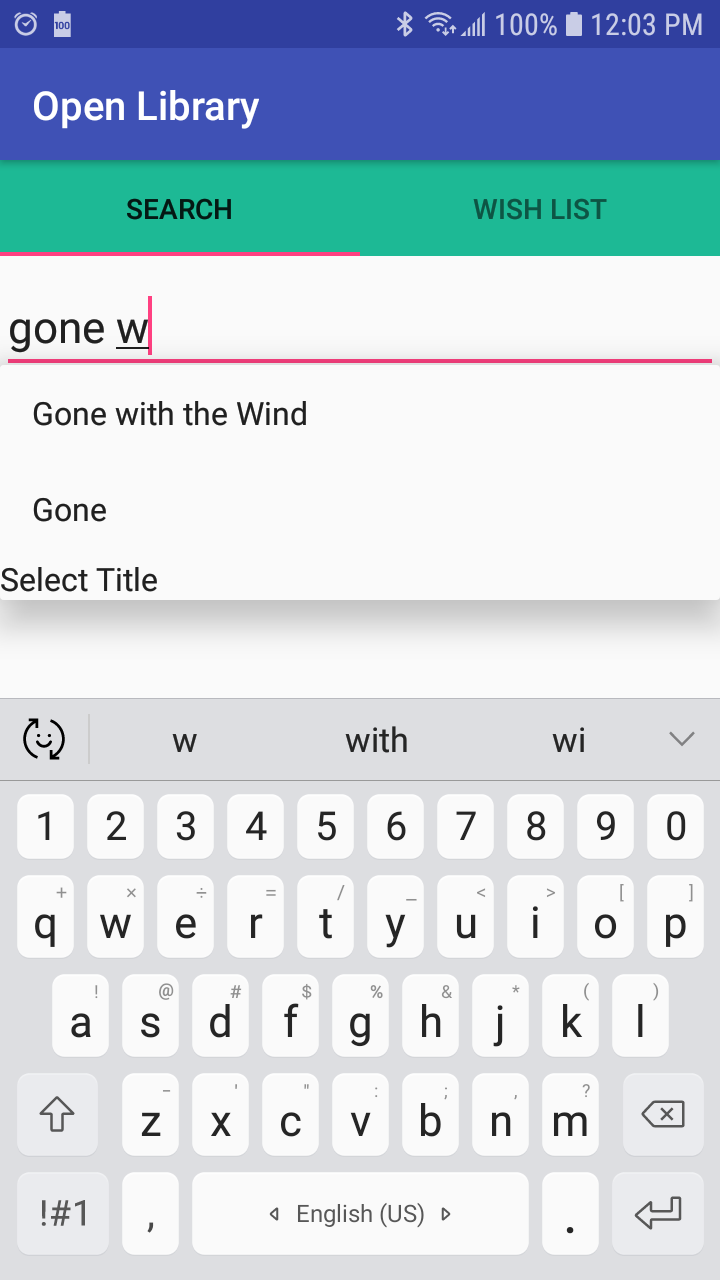 100 100% 12:03 PM
Open Library
SEARCH WISH LIST
gone w
Gone with the Wind
Gone
Select Title
w with wi
1 2 3 4 5 6 7 8 9 0
+ × ÷ = / _ < > [ ]
q w e r t y u i o p
! @ # $ % & * ( )
a s d f g h j k l
- ' " : ; , ?
z x c v b n m
!#1 , English (US) .